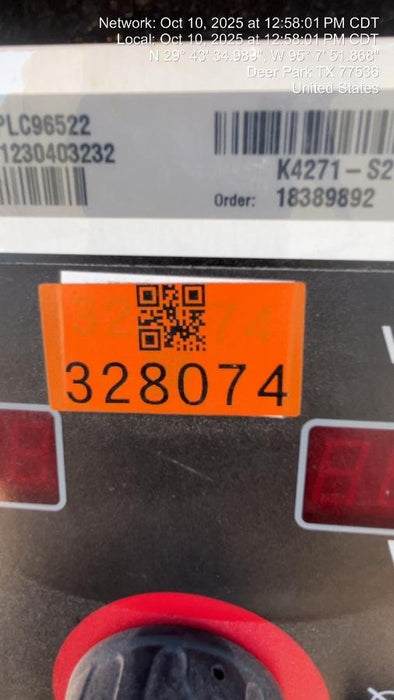 Network: Oct 10, 2025 at 12:58:01 PM CDT
Local: Oct 10, 2025 at 12:58:01 PM CDT
N 29° 43' 34.989", W 95° 7' 51.868"
Deer Park TX 77536
United States
PLC96522
1230403232
K4271-S2
Order: 18389892
328074
328074